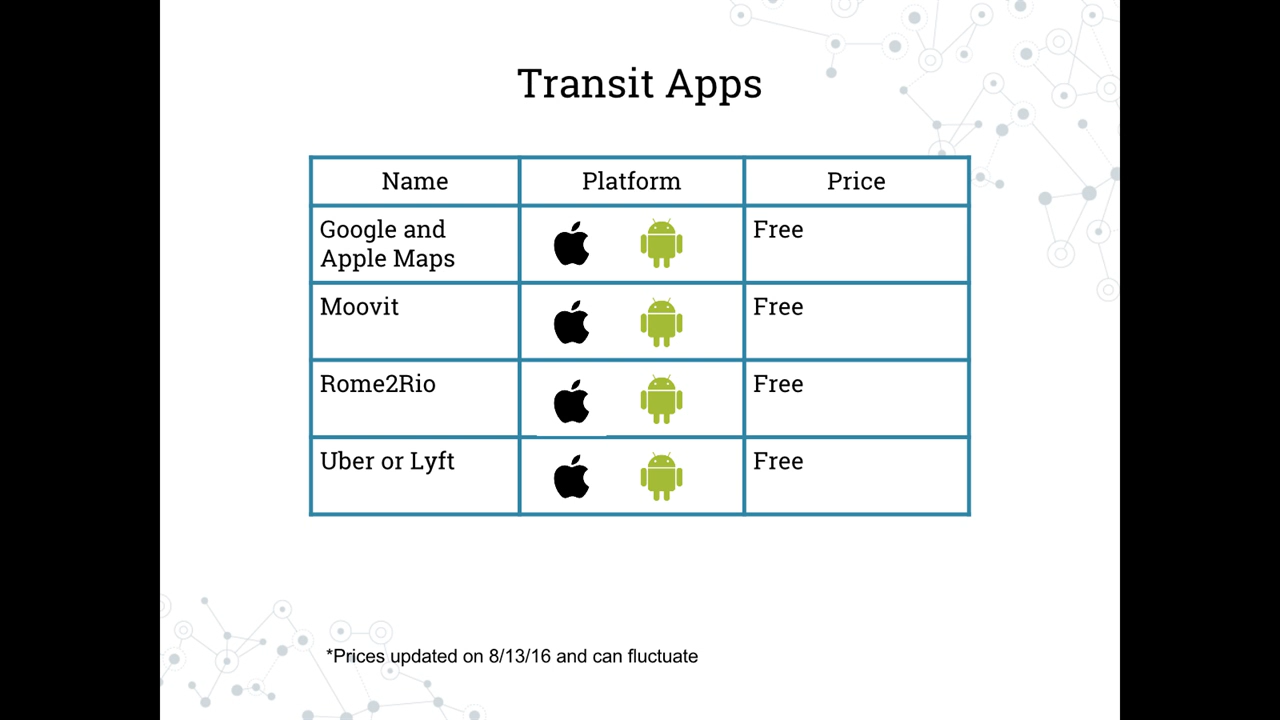 Transit Apps
Name Platform Price
Google and
Apple Maps
Free
Moovit Free
Rome2Rio Free
Uber or Lyft Free
*Prices updated on 8/13/16 and can fluctuate